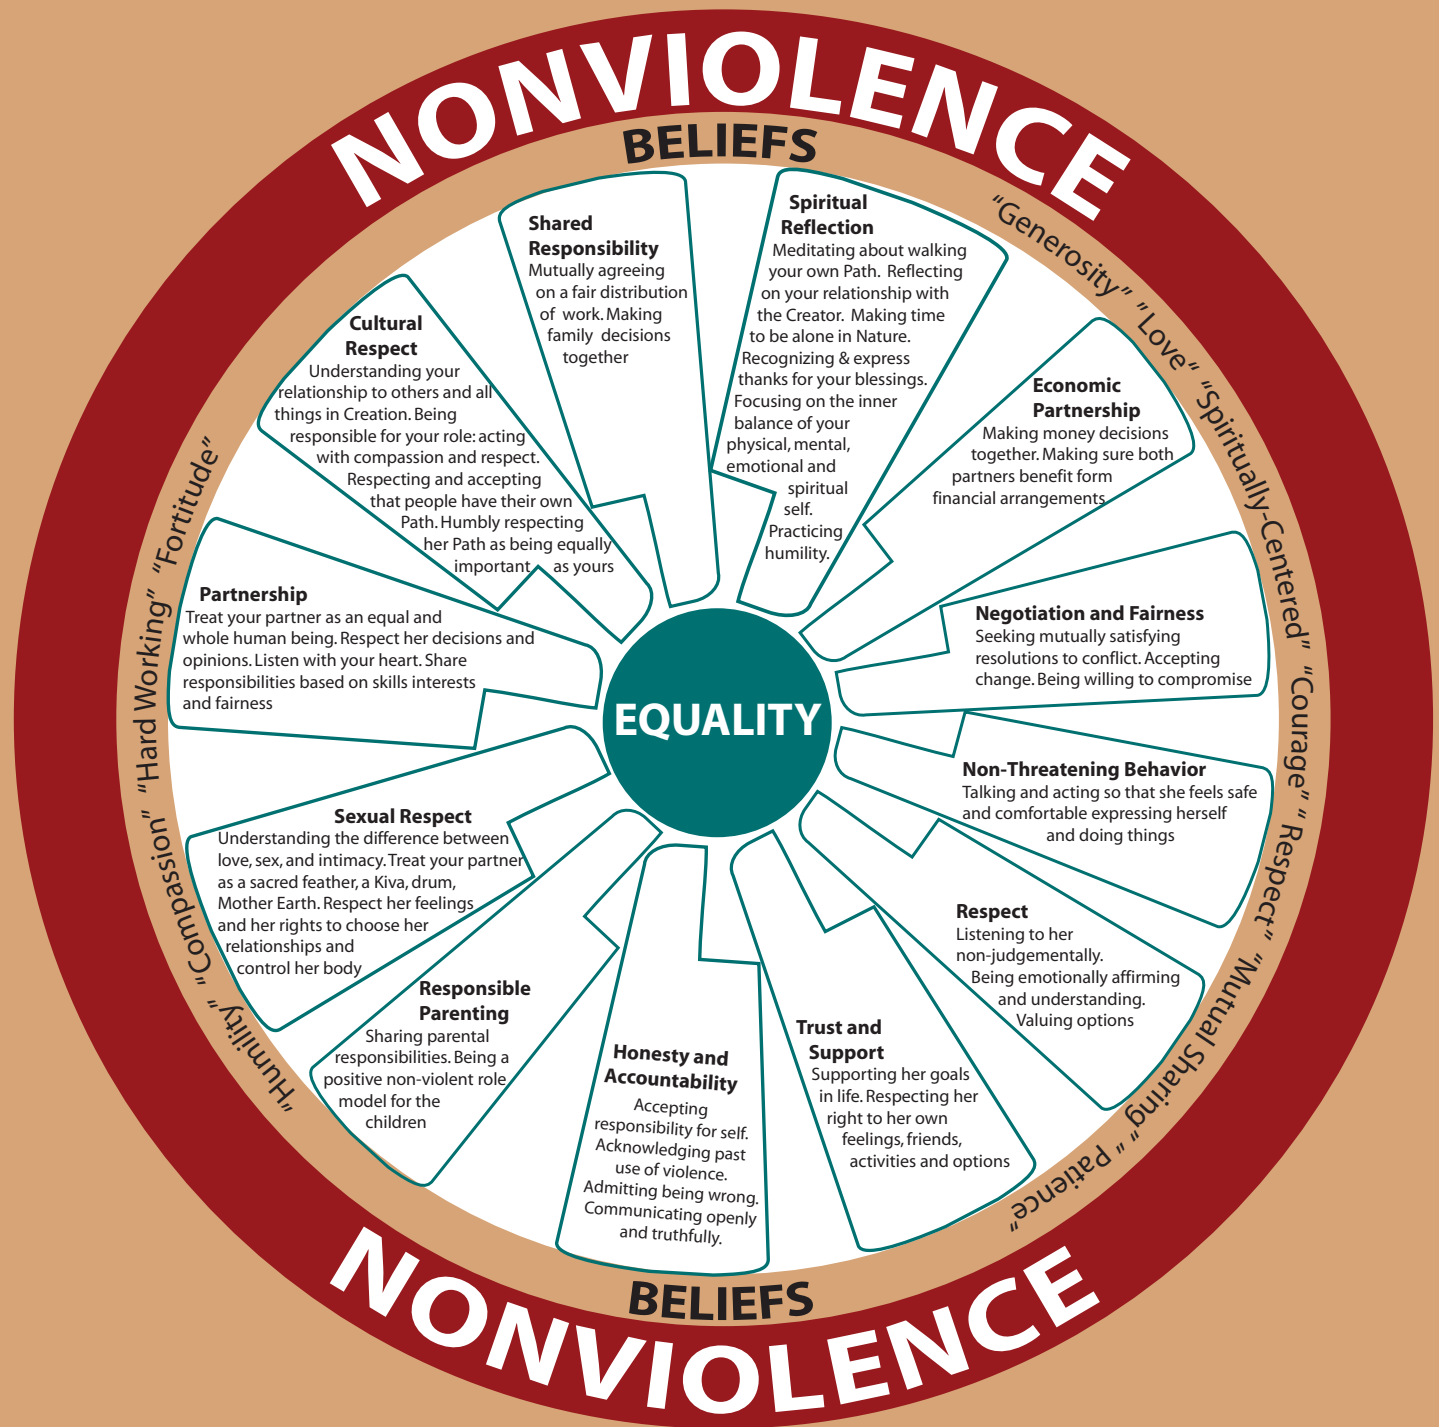 NONVIOLENCE
BELIEFS
"Generosity" "Love" "Spiritually-Centered" "Courage" "Respect" "Mutual Sharing" "Patience"
"Humility" "Compassion" "Hard Working" "Fortitude"
Spiritual
Reflection
Meditating about walking
your own Path. Reflecting
on your relationship with
the Creator. Making time
to be alone in Nature.
Recognizing & express
thanks for your blessings.
Focusing on the inner
balance of your
physical, mental,
emotional and
spiritual
self.
Practicing
humility.
Economic
Partnership
Making money decisions
together. Making sure both
partners benefit form
financial arrangements
Negotiation and Fairness
Seeking mutually satisfying
resolutions to conflict. Accepting
change. Being willing to compromise
Non-Threatening Behavior
Talking and acting so that she feels safe
and comfortable expressing herself
and doing things
Respect
Listening to her
non-judgementally.
Being emotionally affirming
and understanding.
Valuing options
Trust and
Support
Supporting her goals
in life. Respecting her
right to her own
feelings, friends,
activities and options
Honesty and
Accountability
Accepting
responsibility for self.
Acknowledging past
use of violence.
Admitting being wrong.
Communicating openly
and truthfully.
Responsible
Parenting
Sharing parental
responsibilities. Being a
positive non-violent role
model for the
children
Sexual Respect
Understanding the difference between
love, sex, and intimacy. Treat your partner
as a sacred feather, a Kiva, drum,
Mother Earth. Respect her feelings
and her rights to choose her
relationships and
control her body
Partnership
Treat your partner as an equal and
whole human being. Respect her decisions and
opinions. Listen with your heart. Share
responsibilities based on skills interests
and fairness
Cultural
Respect
Understanding your
relationship to others and all
things in Creation. Being
responsible for your role: acting
with compassion and respect.
Respecting and accepting
that people have their own
Path. Humbly respecting
her Path as being equally
important as yours
Shared
Responsibility
Mutually agreeing
on a fair distribution
of work. Making
family decisions
together
EQUALITY
BELIEFS
NONVIOLENCE